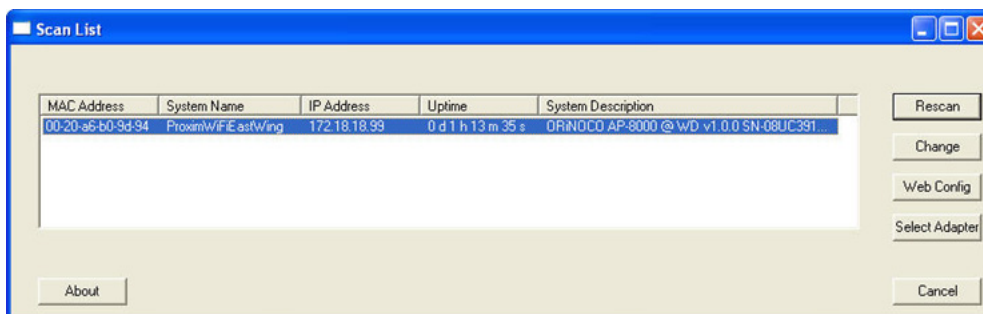 Scan List
MAC Address System Name IP Address Uptime System Description
00-20-a6-b0-9d-94 ProximWiFiEastWing 172.18.18.99 0 d 1 h 13 m 35 s ORiNOCO AP-8000 @ WD v1.0.0 SN-08UC391...
Rescan
Change
Web Config
Select Adapter
About
Cancel